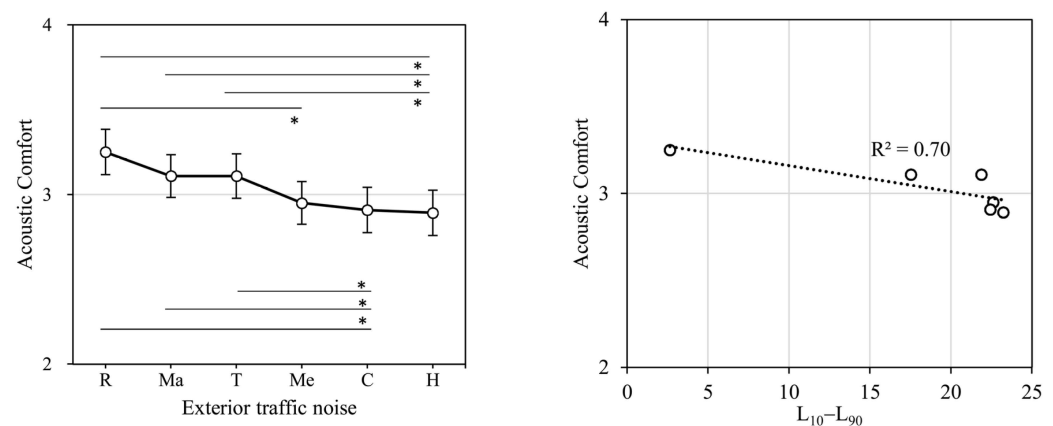 Acoustic Comfort
4
3
2
*
*
*
*
*
*
*
R Ma T Me C H
Exterior traffic noise
Acoustic Comfort
4
3
2
R² = 0.70
0 5 10 15 20 25
L₁₀–L₉₀